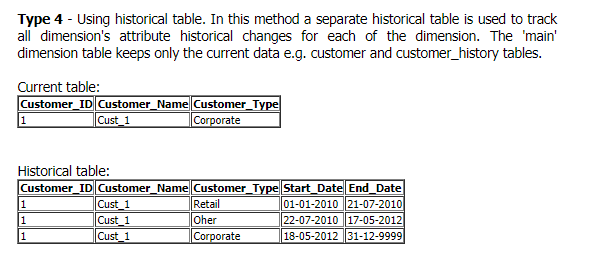 Type 4 - Using historical table. In this method a separate historical table is used to track
all dimension's attribute historical changes for each of the dimension. The 'main'
dimension table keeps only the current data e.g. customer and customer_history tables.
Current table:
Customer_ID Customer_Name Customer_Type
1 Cust_1 Corporate
Historical table:
Customer_ID Customer_Name Customer_Type Start_Date End_Date
1 Cust_1 Retail 01-01-2010 21-07-2010
1 Cust_1 Oher 22-07-2010 17-05-2012
1 Cust_1 Corporate 18-05-2012 31-12-9999